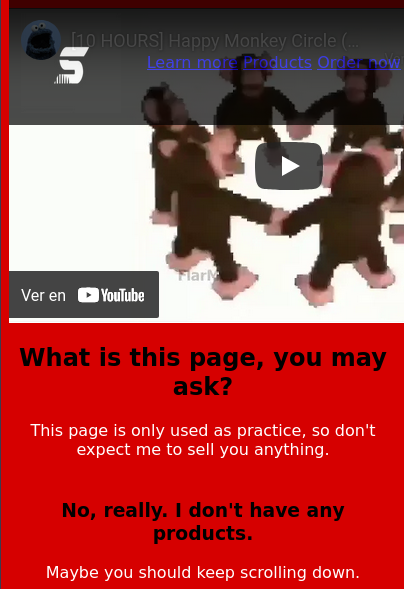 [10 HOURS] Happy Monkey Circle (...
Learn more Products Order now
Ver en YouTube
What is this page, you may
ask?
This page is only used as practice, so don't
expect me to sell you anything.
No, really. I don't have any
products.
Maybe you should keep scrolling down.